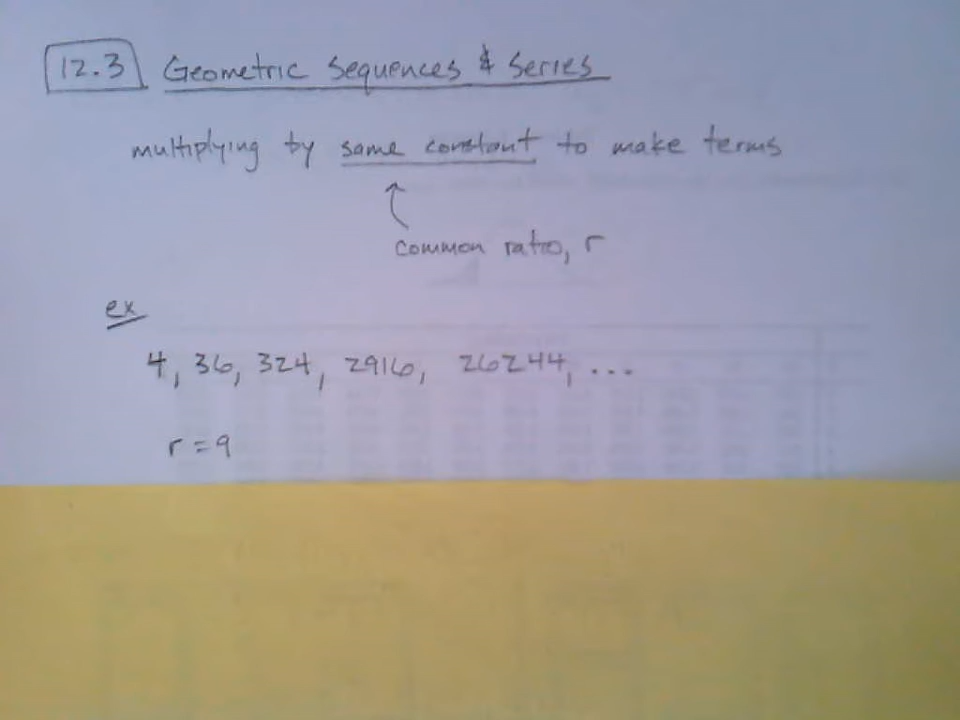 12.3 Geometric Sequences & Series
multiplying by same constant to make terms
common ratio, r
ex
4, 36, 324, 2916, 26244, ...
r = 9